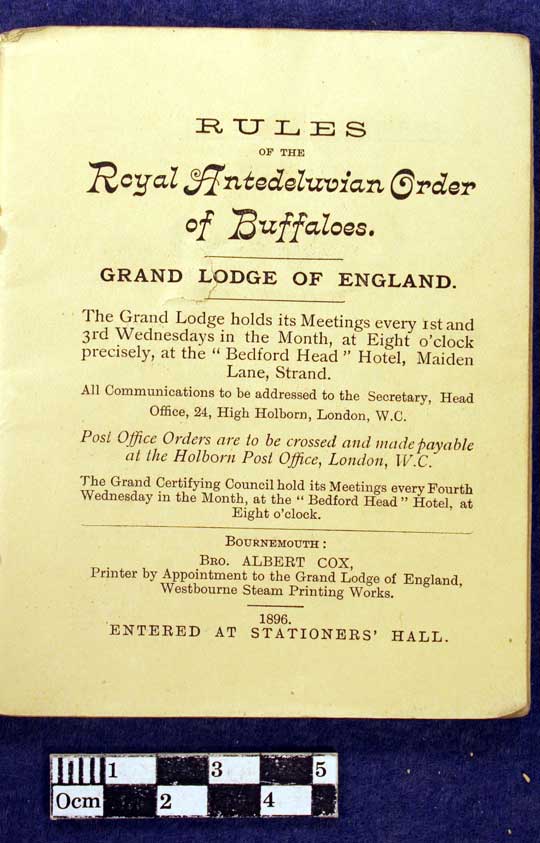 RULES
OF THE
Royal Antedeluvian Order
of Buffaloes.
GRAND LODGE OF ENGLAND.
The Grand Lodge holds its Meetings every 1st and
3rd Wednesdays in the Month, at Eight o'clock
precisely, at the "Bedford Head" Hotel, Maiden
Lane, Strand.
All Communications to be addressed to the Secretary, Head
Office, 24, High Holborn, London, W.C.
Post Office Orders are to be crossed and made payable
at the Holborn Post Office, London, W.C.
The Grand Certifying Council hold its Meetings every Fourth
Wednesday in the Month, at the "Bedford Head" Hotel, at
Eight o'clock.
BOURNEMOUTH:
BRO. ALBERT COX,
Printer by Appointment to the Grand Lodge of England,
Westbourne Steam Printing Works.
1896.
ENTERED AT STATIONERS' HALL.
1 3 5
0cm 2 4